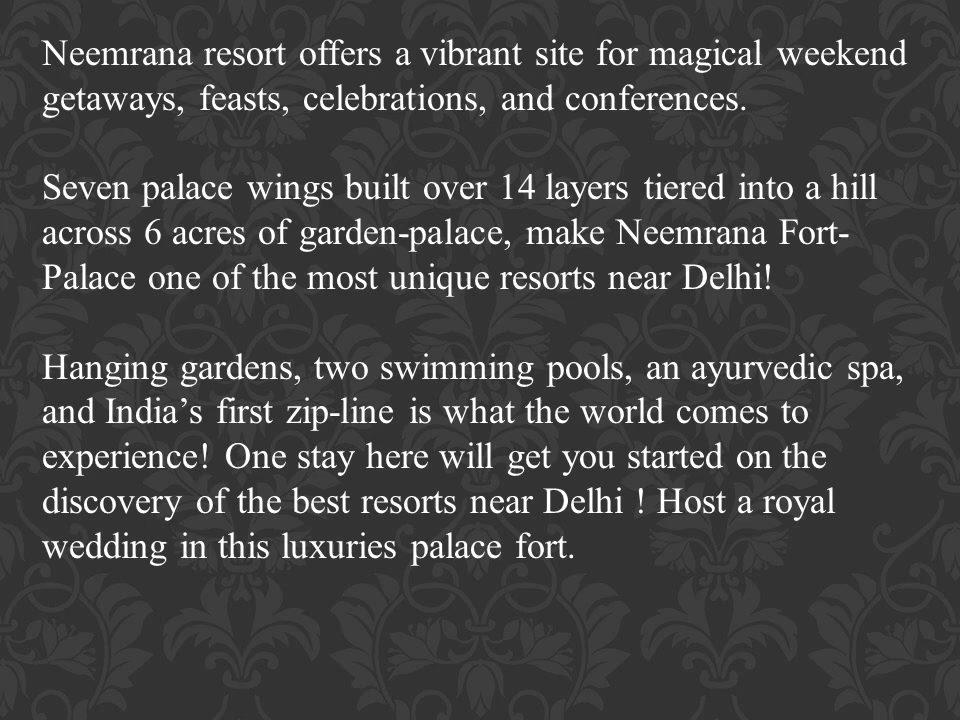 Neemrana resort offers a vibrant site for magical weekend
getaways, feasts, celebrations, and conferences.
Seven palace wings built over 14 layers tiered into a hill
across 6 acres of garden-palace, make Neemrana Fort-
Palace one of the most unique resorts near Delhi!
Hanging gardens, two swimming pools, an ayurvedic spa,
and India’s first zip-line is what the world comes to
experience! One stay here will get you started on the
discovery of the best resorts near Delhi ! Host a royal
wedding in this luxuries palace fort.